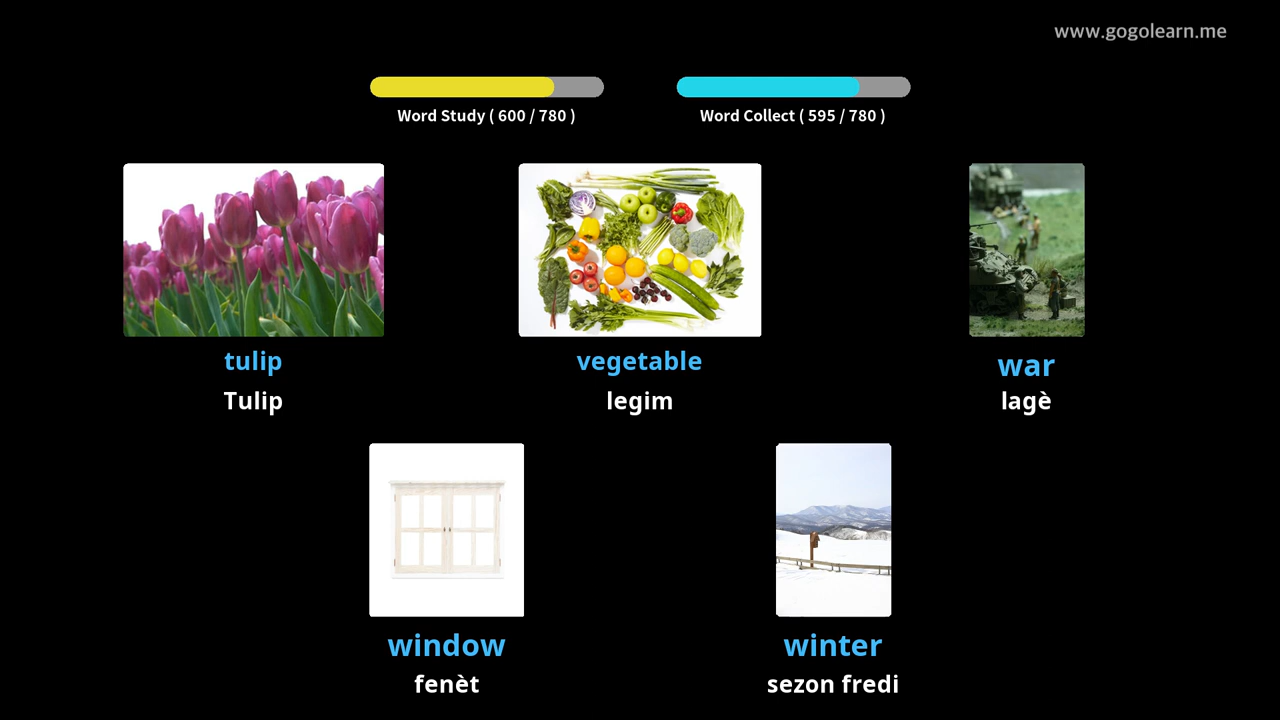 www.gogolearn.me
Word Study ( 600 / 780 )
Word Collect ( 595 / 780 )
tulip
Tulip
vegetable
legim
war
lagè
window
fenèt
winter
sezon fredi